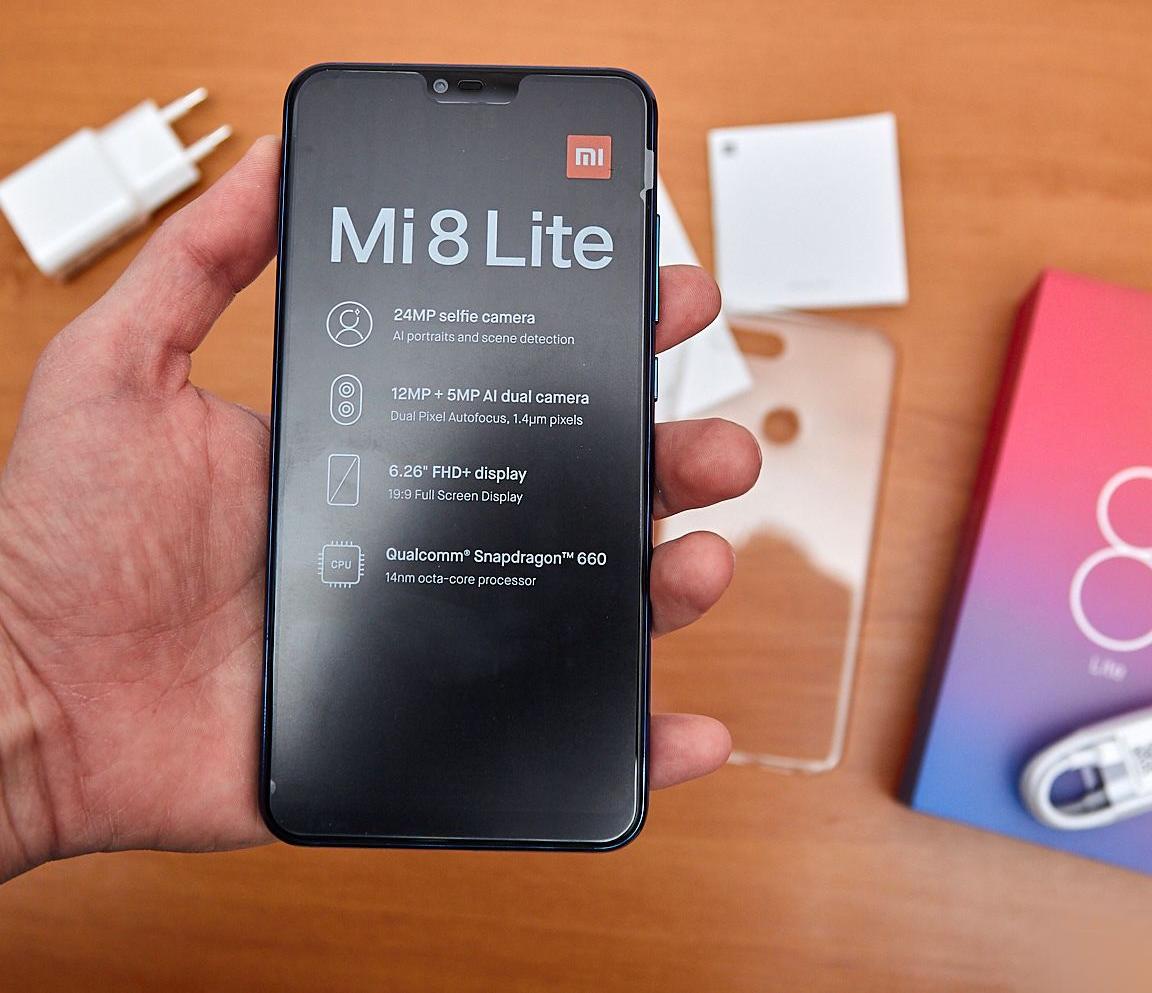 mi
Mi 8 Lite
24MP selfie camera
AI portraits and scene detection
12MP + 5MP AI dual camera
Dual Pixel Autofocus, 1.4µm pixels
6.26" FHD+ display
19:9 Full Screen Display
CPU
Qualcomm® Snapdragon™ 660
14nm octa-core processor
8
Lite